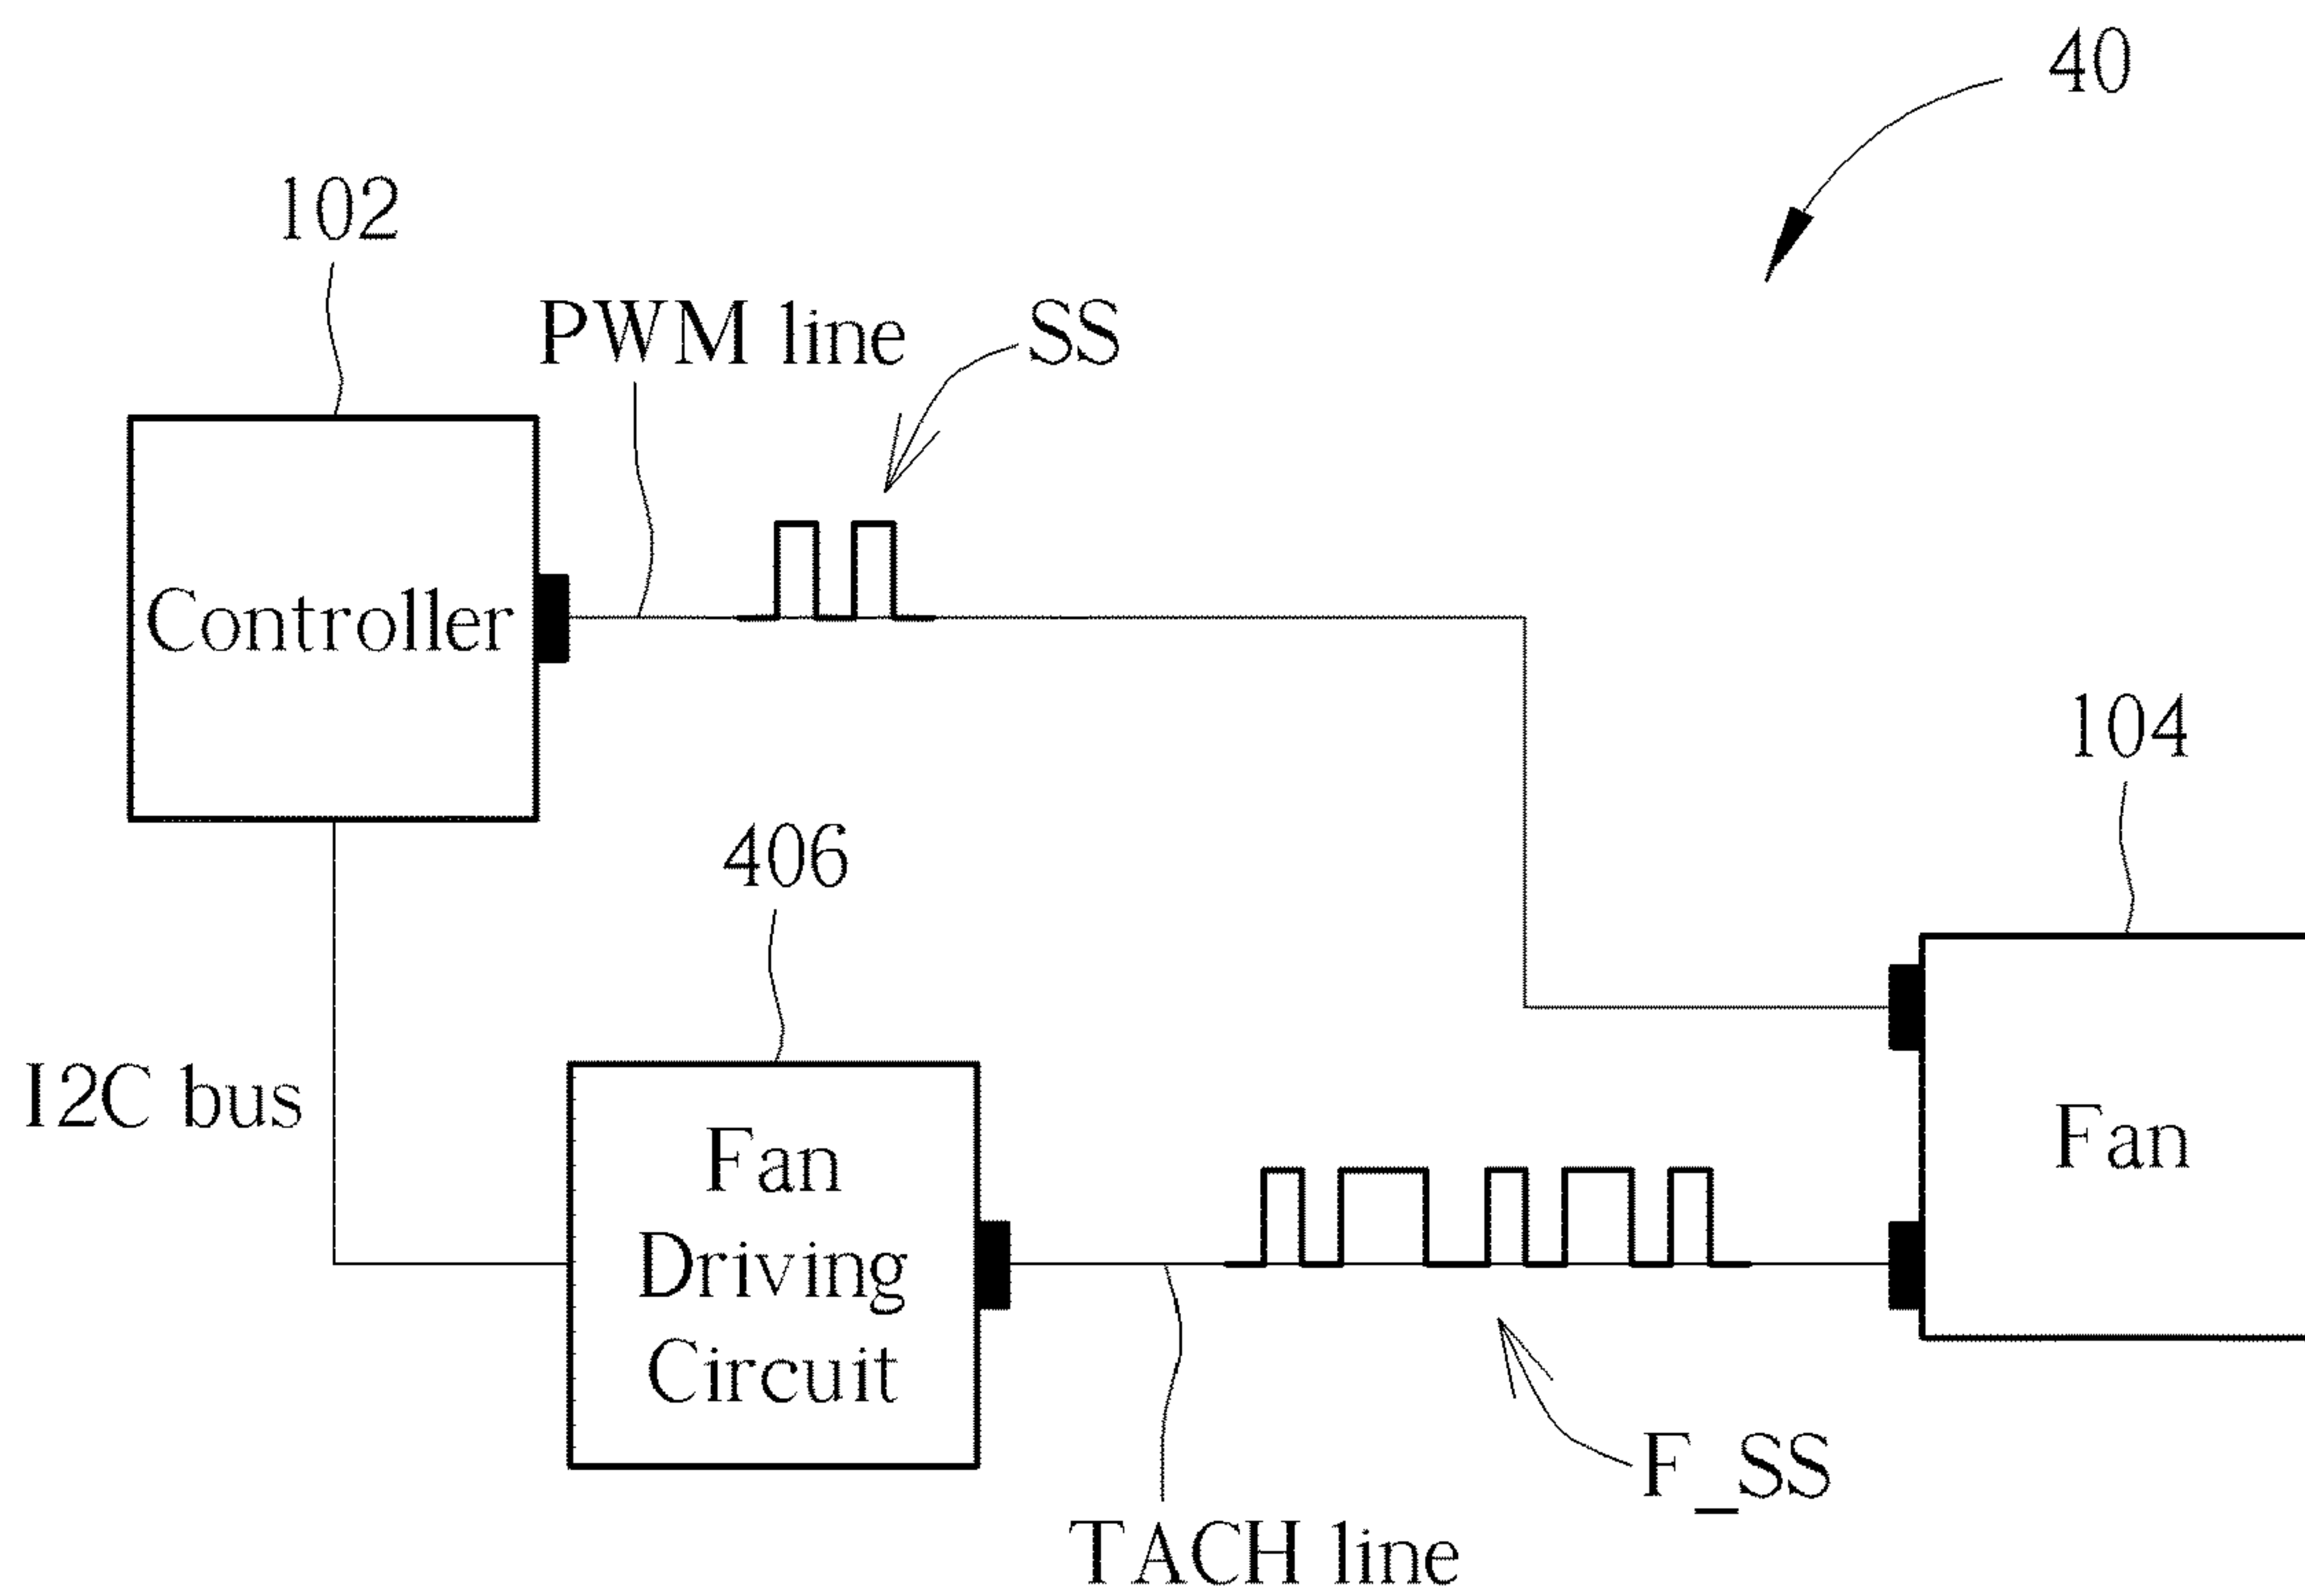 40
102
PWM line
SS
Controller
104
406
I2C bus
Fan
Driving
Circuit
Fan
F_SS
TACH line